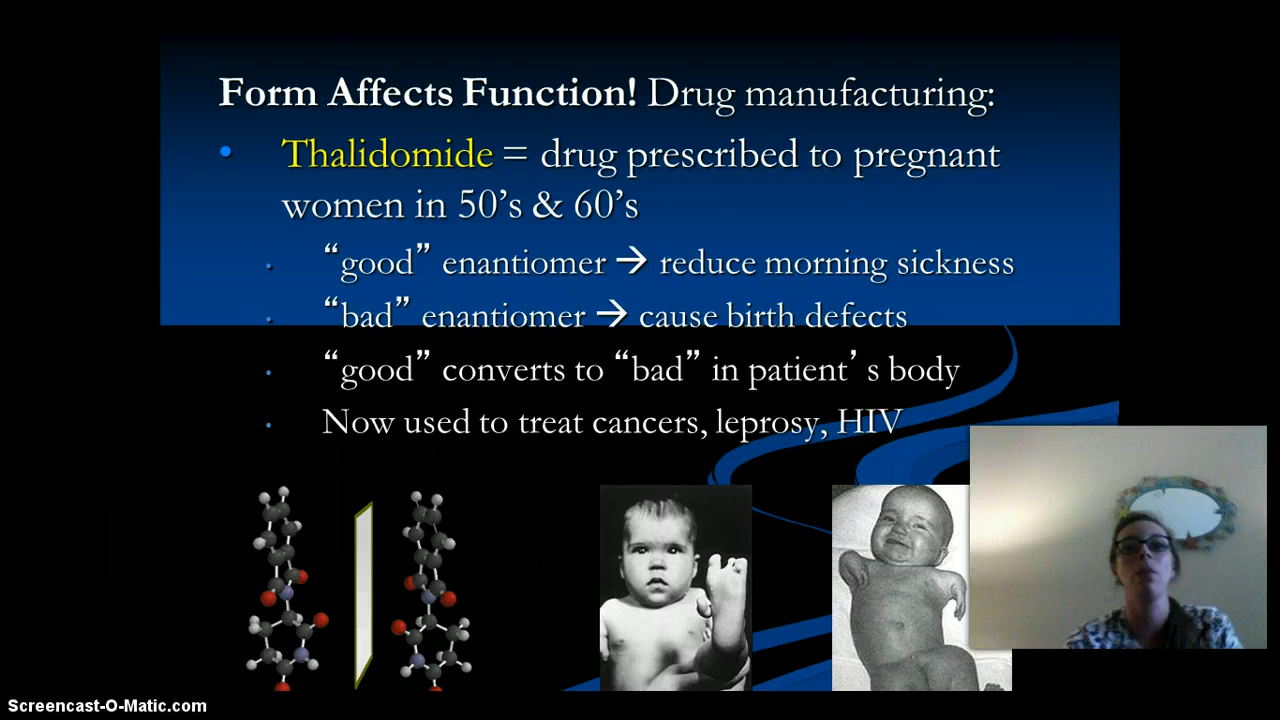 Form Affects Function! Drug manufacturing:
• Thalidomide = drug prescribed to pregnant
women in 50’s & 60’s
• “good” enantiomer → reduce morning sickness
• “bad” enantiomer → cause birth defects
• “good” converts to “bad” in patient’s body
• Now used to treat cancers, leprosy, HIV
Screencast-O-Matic.com